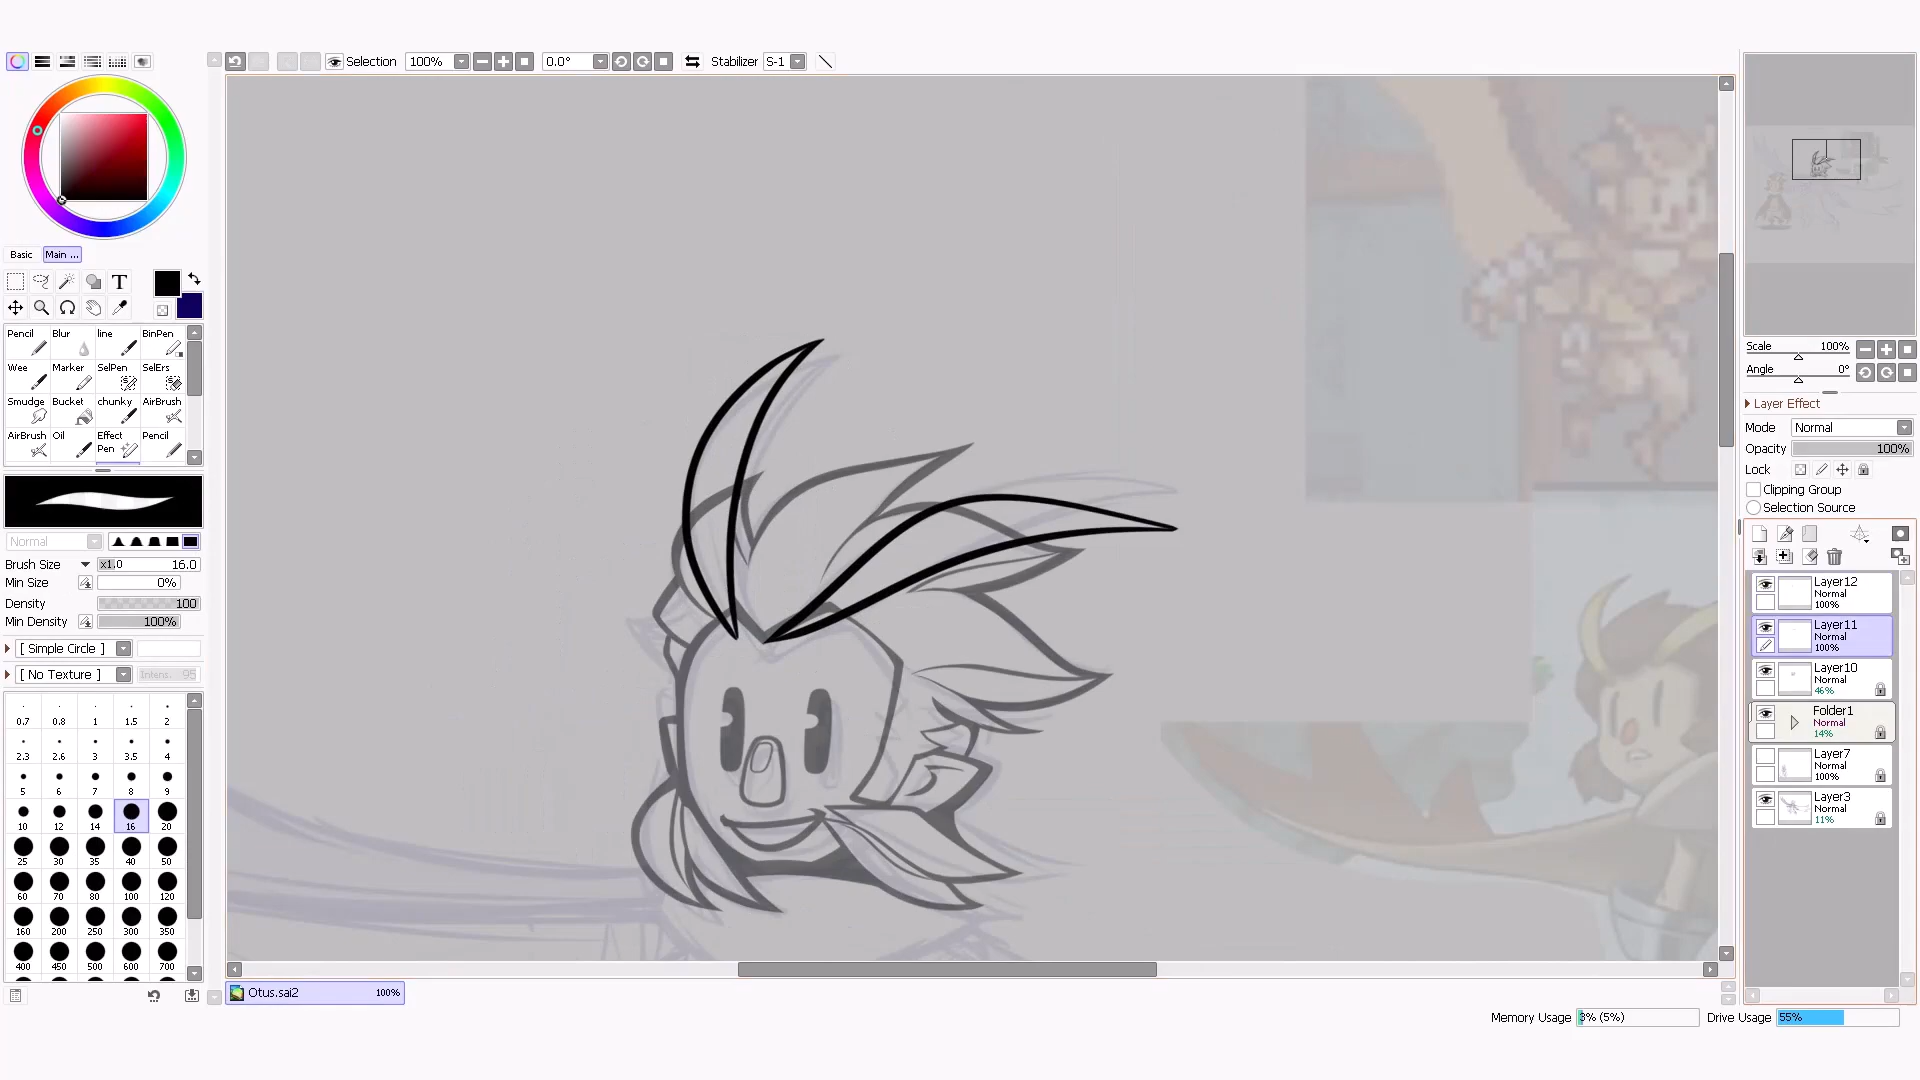 Selection 100% 0.0° Stabilizer S-1
Basic Main ...
T
Pencil Blur line BinPen
Wee Marker SelPen SelErs
Smudge Bucket chunky AirBrush
AirBrush Oil Effect Pen Pencil
Normal
Brush Size x1.0 16.0
Min Size 0%
Density 100
Min Density 100%
[ Simple Circle ]
[ No Texture ] Intens. 95
0.7 0.8 1 1.5 2
2.3 2.6 3 3.5 4
5 6 7 8 9
10 12 14 16 20
25 30 35 40 50
60 70 80 100 120
160 200 250 300 350
400 450 500 600 700
Otus.sai2 100%
Scale 100%
Angle 0°
Layer Effect
Mode Normal
Opacity 100%
Lock
Clipping Group
Selection Source
Layer12
Normal
100%
Layer11
Normal
100%
Layer10
Normal
46%
Folder1
Normal
14%
Layer7
Normal
100%
Layer3
Normal
11%
Memory Usage 3% (5%) Drive Usage 55%